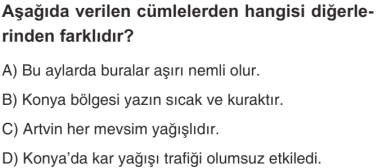 Aşağıda verilen cümlelerden hangisi diğerle-
rinden farklıdır?
A) Bu aylarda buralar aşırı nemli olur.
B) Konya bölgesi yazın sıcak ve kuraktır.
C) Artvin her mevsim yağışlıdır.
D) Konya’da kar yağışı trafiği olumsuz etkiledi.